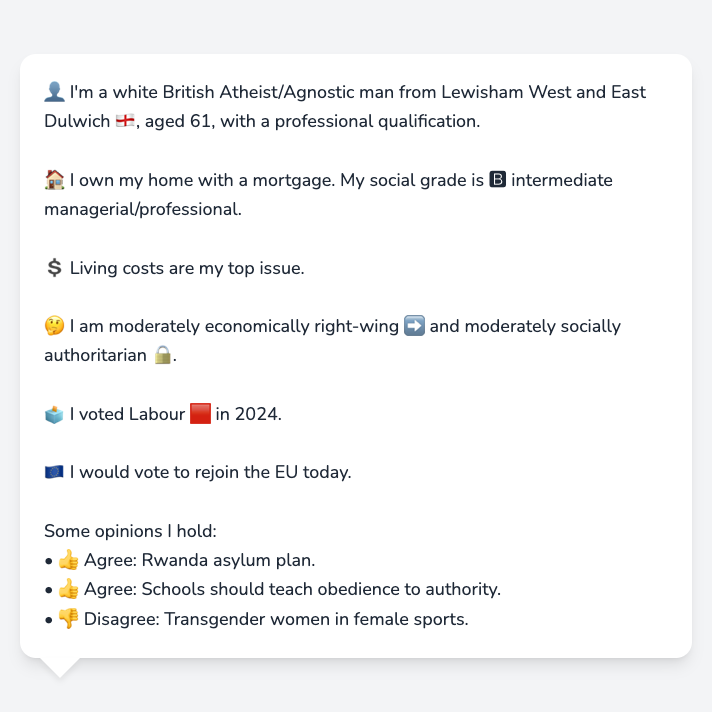 👤 I'm a white British Atheist/Agnostic man from Lewisham West and East
Dulwich 🏴󠁧󠁢󠁥󠁮󠁧󠁿, aged 61, with a professional qualification.
🏠 I own my home with a mortgage. My social grade is 🅱 intermediate
managerial/professional.
💲 Living costs are my top issue.
🤔 I am moderately economically right-wing ➡️ and moderately socially
authoritarian 🔒.
🗳️ I voted Labour 🟥 in 2024.
🇪🇺 I would vote to rejoin the EU today.
Some opinions I hold:
• 👍 Agree: Rwanda asylum plan.
• 👍 Agree: Schools should teach obedience to authority.
• 👎 Disagree: Transgender women in female sports.